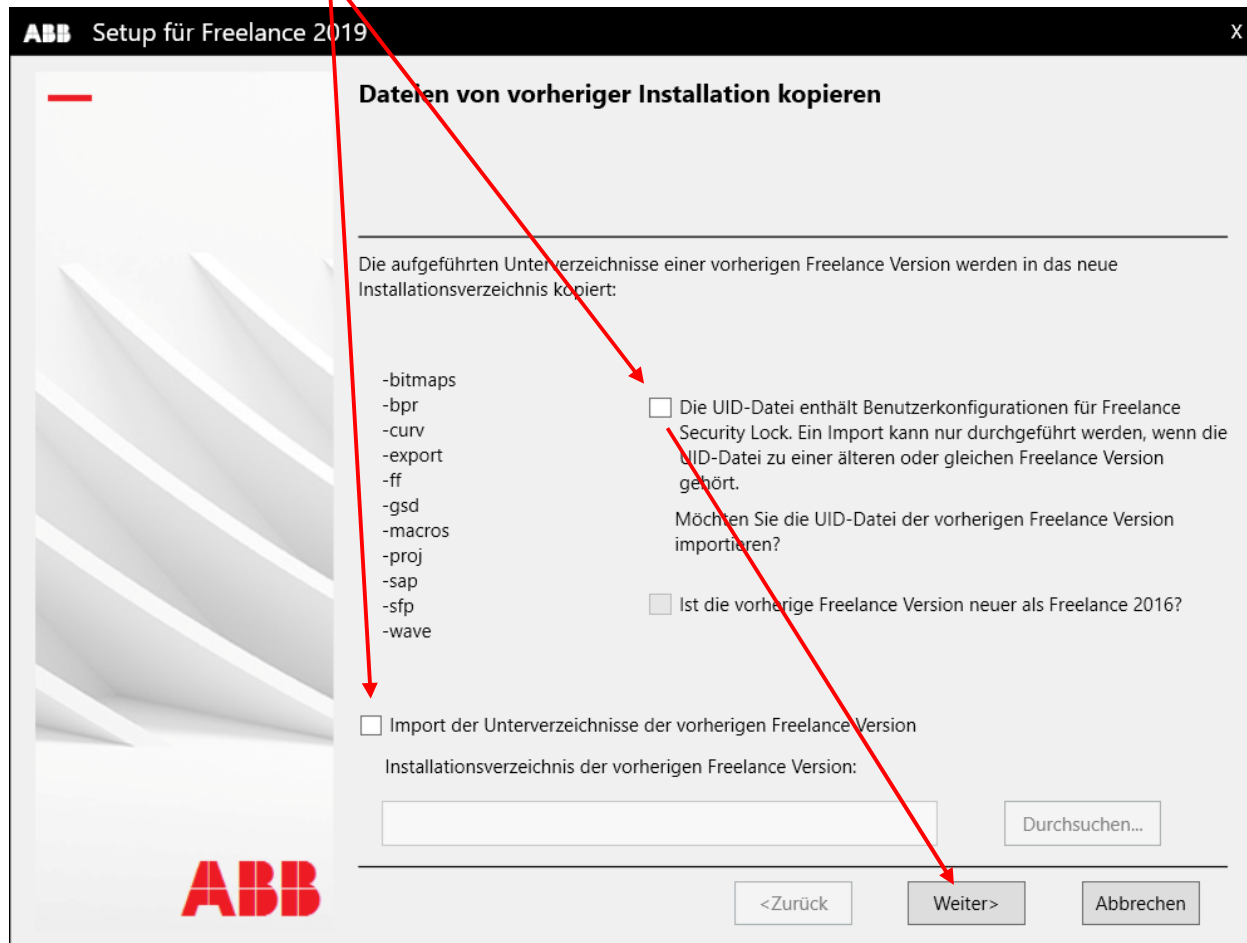 ABB Setup für Freelance 2019 X
Dateien von vorheriger Installation kopieren
Die aufgeführten Unterverzeichnisse einer vorherigen Freelance Version werden in das neue
Installationsverzeichnis kopiert:
-bitmaps
-bpr
-curv
-export
-ff
-gsd
-macros
-proj
-sap
-sfp
-wave
Die UID-Datei enthält Benutzerkonfigurationen für Freelance
Security Lock. Ein Import kann nur durchgeführt werden, wenn die
UID-Datei zu einer älteren oder gleichen Freelance Version
gehört.
Möchten Sie die UID-Datei der vorherigen Freelance Version
importieren?
Ist die vorherige Freelance Version neuer als Freelance 2016?
Import der Unterverzeichnisse der vorherigen Freelance Version
Installationsverzeichnis der vorherigen Freelance Version:
Durchsuchen...
ABB
<Zurück Weiter> Abbrechen